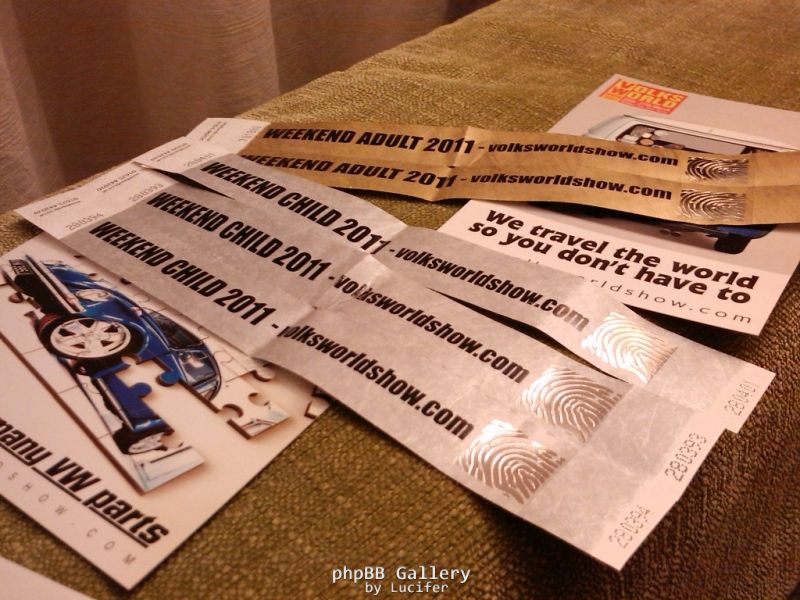 VOLKS
WORLD
WEEKEND ADULT 2011 - volksworldshow.com
WEEKEND ADULT 2011 - volksworldshow.com
WEEKEND CHILD 2011 - volksworldshow.com
WEEKEND CHILD 2011 - volksworldshow.com
WEEKEND CHILD 2011 - volksworldshow.com
280401
280393
280394
280393
280394
We travel the world
so you don't have to
dshow.com
many VW parts
SHOW.COM
phpBB Gallery
by Lucifer